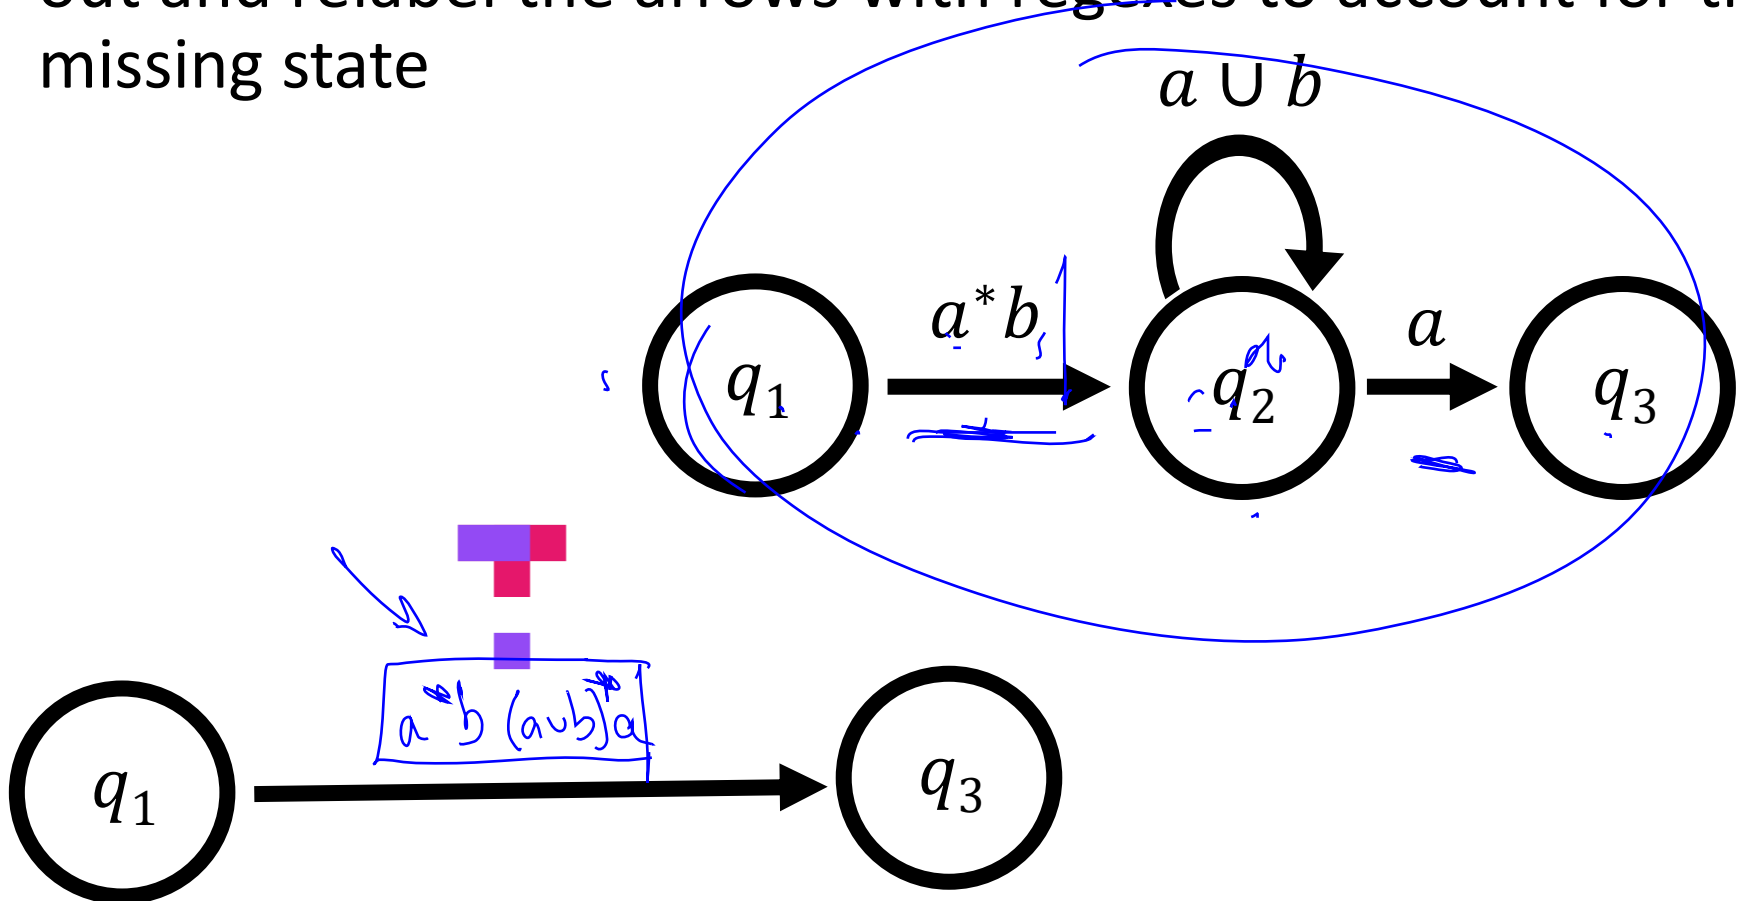 missing state
a ∪ b
a*b
a
q₁
q₂
q₃
a*b (a∪b)*a
q₁
q₃